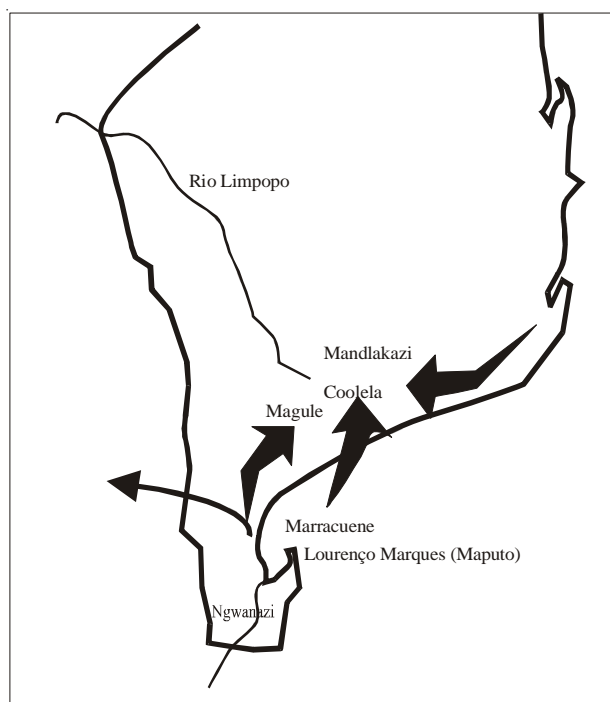 Rio Limpopo
Mandlakazi
Coolela
Magule
Marracuene
Lourenço Marques (Maputo)
Ngwanazi